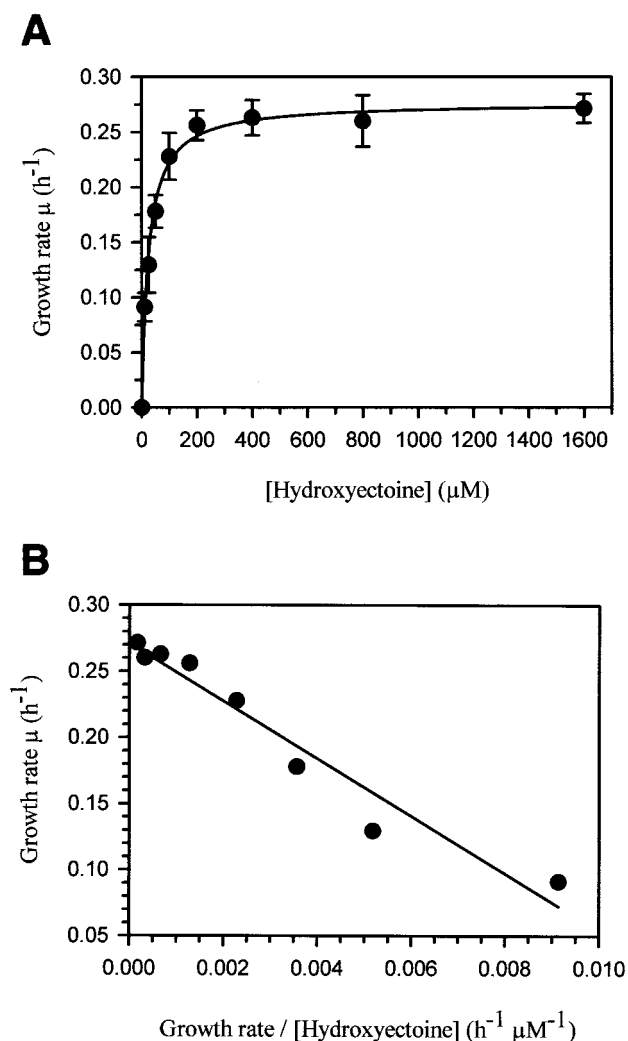 A
0.30
0.25
0.20
0.15
0.10
0.05
0.00
Growth rate μ (h-1)
0 200 400 600 800 1000 1200 1400 1600
[Hydroxyectoine] (μM)
B
0.30
0.25
0.20
0.15
0.10
0.05
Growth rate μ (h-1)
0.000 0.002 0.004 0.006 0.008 0.010
Growth rate / [Hydroxyectoine] (h-1 μM-1)